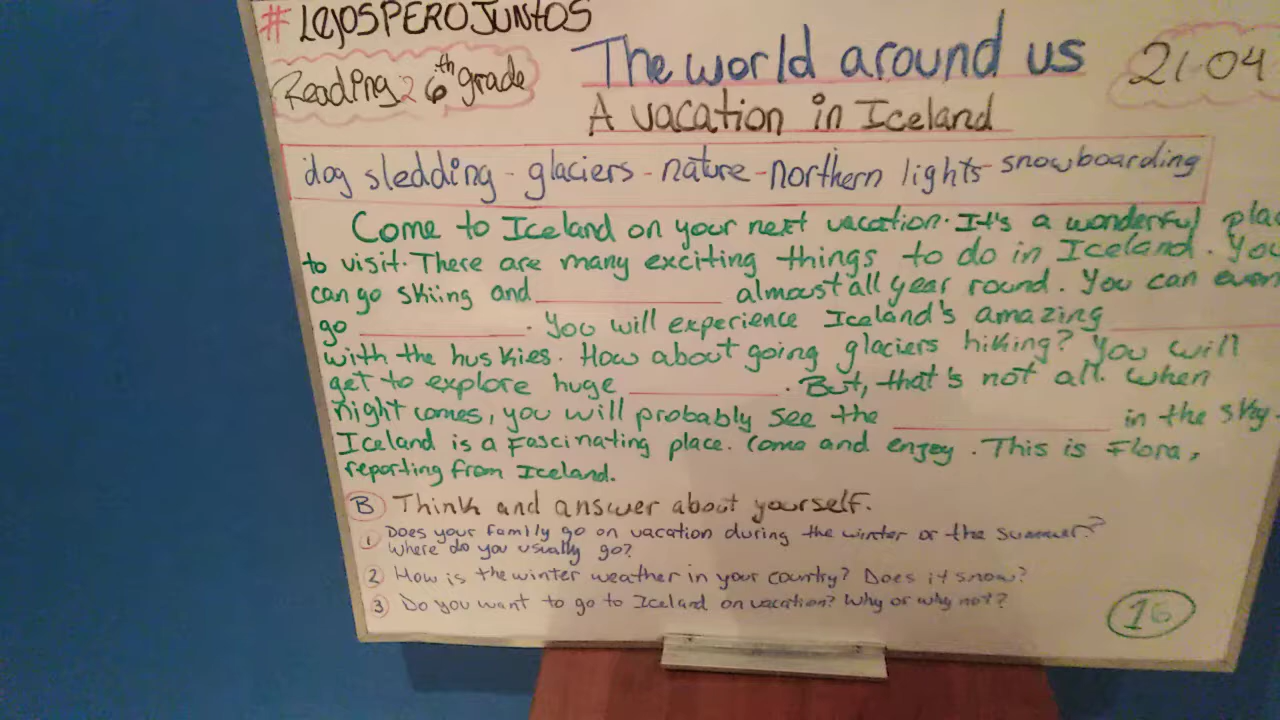 #LejOSPEROJUNtOS
Reading 2 6th grade
The world around us
21-04
A vacation in Iceland
dog sledding - glaciers - nature - northern lights - snowboarding
Come to Iceland on your next vacation. It's a wonderful plac
to visit. There are many exciting things to do in Iceland. You
can go skiing and ____________ almost all year round. You can even
go ____________. You will experience Iceland's amazing ____________
with the huskies. How about going glaciers hiking? You will
get to explore huge ____________. But, that's not all. When
night comes, you will probably see the ____________ in the sky.
Iceland is a Fascinating place. Come and enjoy. This is Flora,
reporting from Iceland.
B Think and answer about yourself.
1 Does your family go on vacation during the winter or the summer?
Where do you usually go?
2 How is the winter weather in your country? Does it snow?
3 Do you want to go to Iceland on vacation? Why or why not?
16